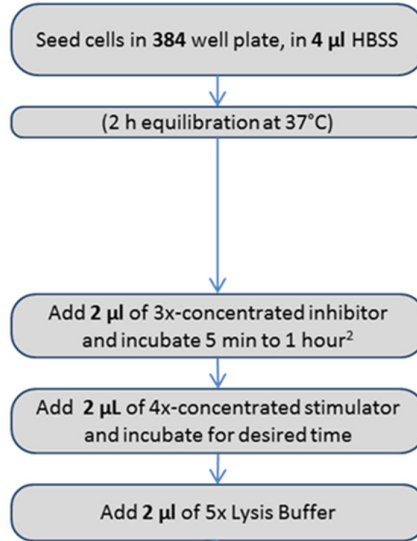 Seed cells in 384 well plate, in 4 µl HBSS
(2 h equilibration at 37°C)
Add 2 µl of 3x-concentrated inhibitor
and incubate 5 min to 1 hour²
Add 2 µL of 4x-concentrated stimulator
and incubate for desired time
Add 2 µl of 5x Lysis Buffer